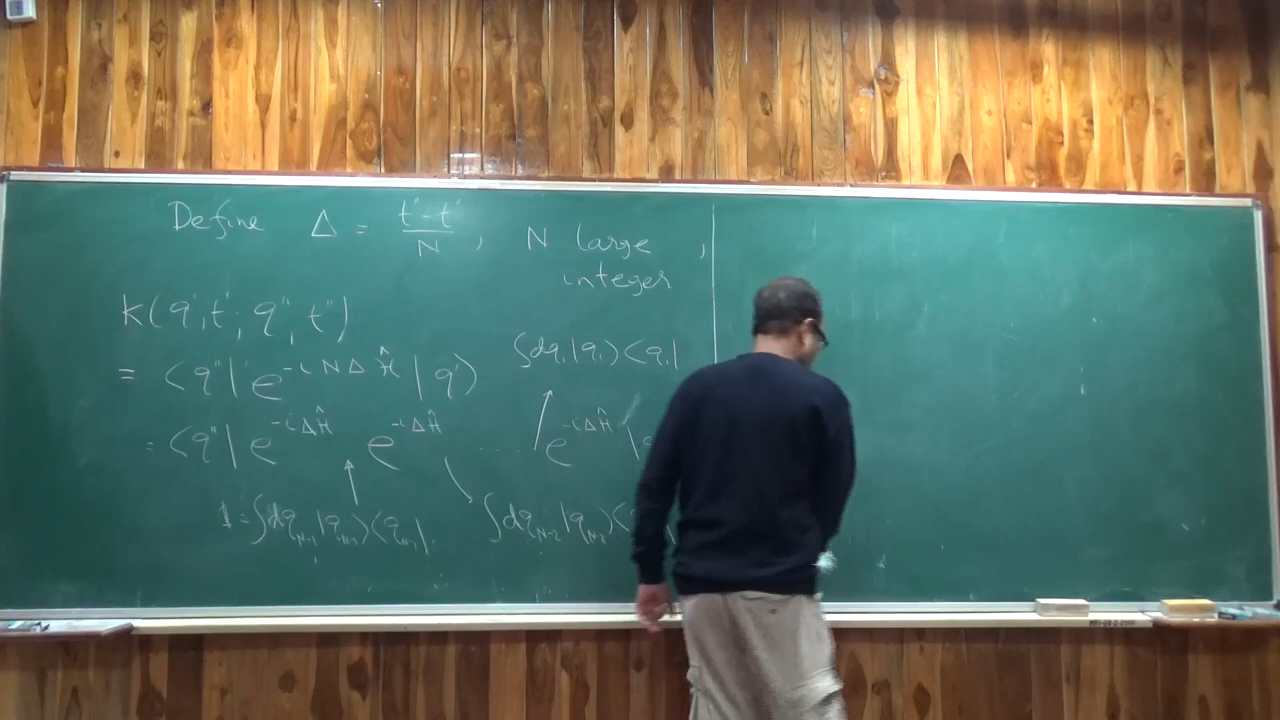 Define Δ = (t''-t')/N, N large,
integer
K(q',t'; q'',t'')
= <q''| e^{-iNΔĤ} |q'>
∫dq₁|q₁><q₁|
= <q''| e^{-iΔĤ} e^{-iΔĤ} ... e^{-iΔĤ} |q
1 = ∫dq_{N-1}|q_{N-1}><q_{N-1}|. ∫dq_{N-2}|q_{N-2}><